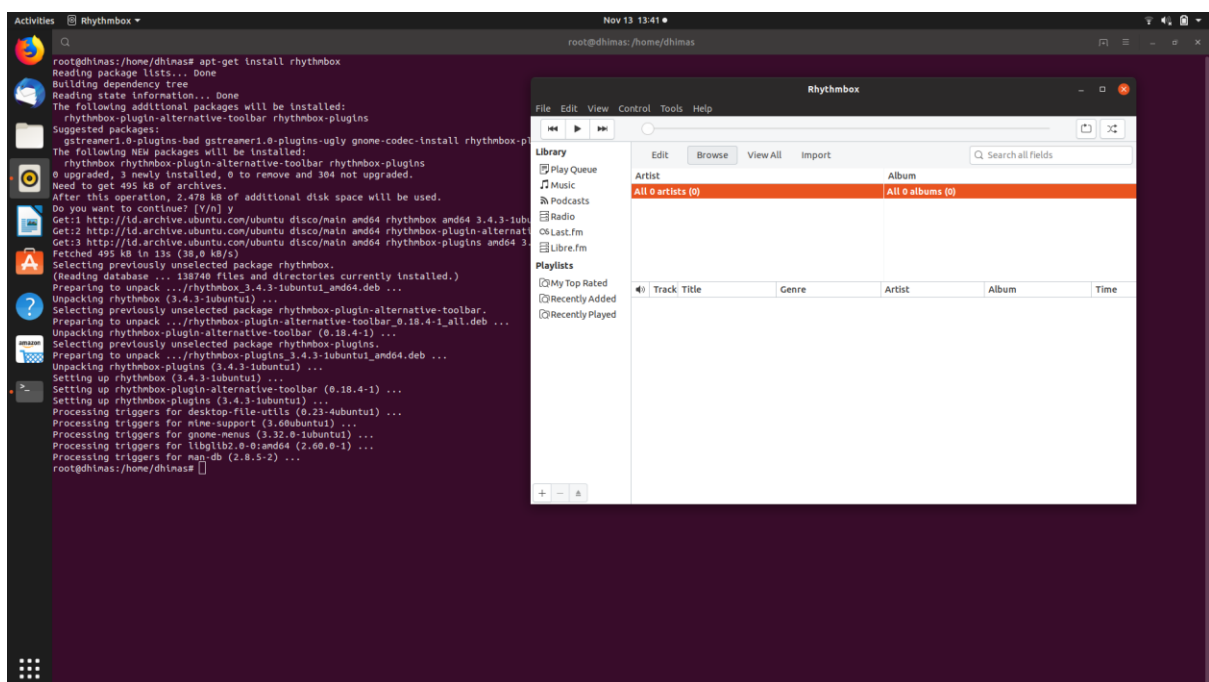 Activities Rhythmbox Nov 13 13:41
root@dhimas: /home/dhimas
root@dhimas:/home/dhimas# apt-get install rhythmbox
Reading package lists... Done
Building dependency tree
Reading state information... Done
The following additional packages will be installed:
rhythmbox-plugin-alternative-toolbar rhythmbox-plugins
Suggested packages:
gstreamer1.0-plugins-bad gstreamer1.0-plugins-ugly gnome-codec-install rhythmbox-pl
The following NEW packages will be installed:
rhythmbox rhythmbox-plugin-alternative-toolbar rhythmbox-plugins
0 upgraded, 3 newly installed, 0 to remove and 304 not upgraded.
Need to get 495 kB of archives.
After this operation, 2.478 kB of additional disk space will be used.
Do you want to continue? [Y/n] y
Get:1 http://id.archive.ubuntu.com/ubuntu disco/main amd64 rhythmbox amd64 3.4.3-1ubu
Get:2 http://id.archive.ubuntu.com/ubuntu disco/main amd64 rhythmbox-plugin-alternati
Get:3 http://id.archive.ubuntu.com/ubuntu disco/main amd64 rhythmbox-plugins amd64 3.
Fetched 495 kB in 13s (38,0 kB/s)
Selecting previously unselected package rhythmbox.
(Reading database ... 138740 files and directories currently installed.)
Preparing to unpack .../rhythmbox_3.4.3-1ubuntu1_amd64.deb ...
Unpacking rhythmbox (3.4.3-1ubuntu1) ...
Selecting previously unselected package rhythmbox-plugin-alternative-toolbar.
Preparing to unpack .../rhythmbox-plugin-alternative-toolbar_0.18.4-1_all.deb ...
Unpacking rhythmbox-plugin-alternative-toolbar (0.18.4-1) ...
Selecting previously unselected package rhythmbox-plugins.
Preparing to unpack .../rhythmbox-plugins_3.4.3-1ubuntu1_amd64.deb ...
Unpacking rhythmbox-plugins (3.4.3-1ubuntu1) ...
Setting up rhythmbox (3.4.3-1ubuntu1) ...
Setting up rhythmbox-plugin-alternative-toolbar (0.18.4-1) ...
Setting up rhythmbox-plugins (3.4.3-1ubuntu1) ...
Processing triggers for desktop-file-utils (0.23-4ubuntu1) ...
Processing triggers for mime-support (3.60ubuntu1) ...
Processing triggers for gnome-menus (3.32.0-1ubuntu1) ...
Processing triggers for libglib2.0-0:amd64 (2.60.0-1) ...
Processing triggers for man-db (2.8.5-2) ...
root@dhimas:/home/dhimas#
amazon
Rhythmbox
File Edit View Control Tools Help
Library
Play Queue
Music
Podcasts
Radio
Last.fm
Libre.fm
Playlists
My Top Rated
Recently Added
Recently Played
Edit Browse View All Import Search all fields
Artist Album
All 0 artists (0) All 0 albums (0)
Track Title Genre Artist Album Time